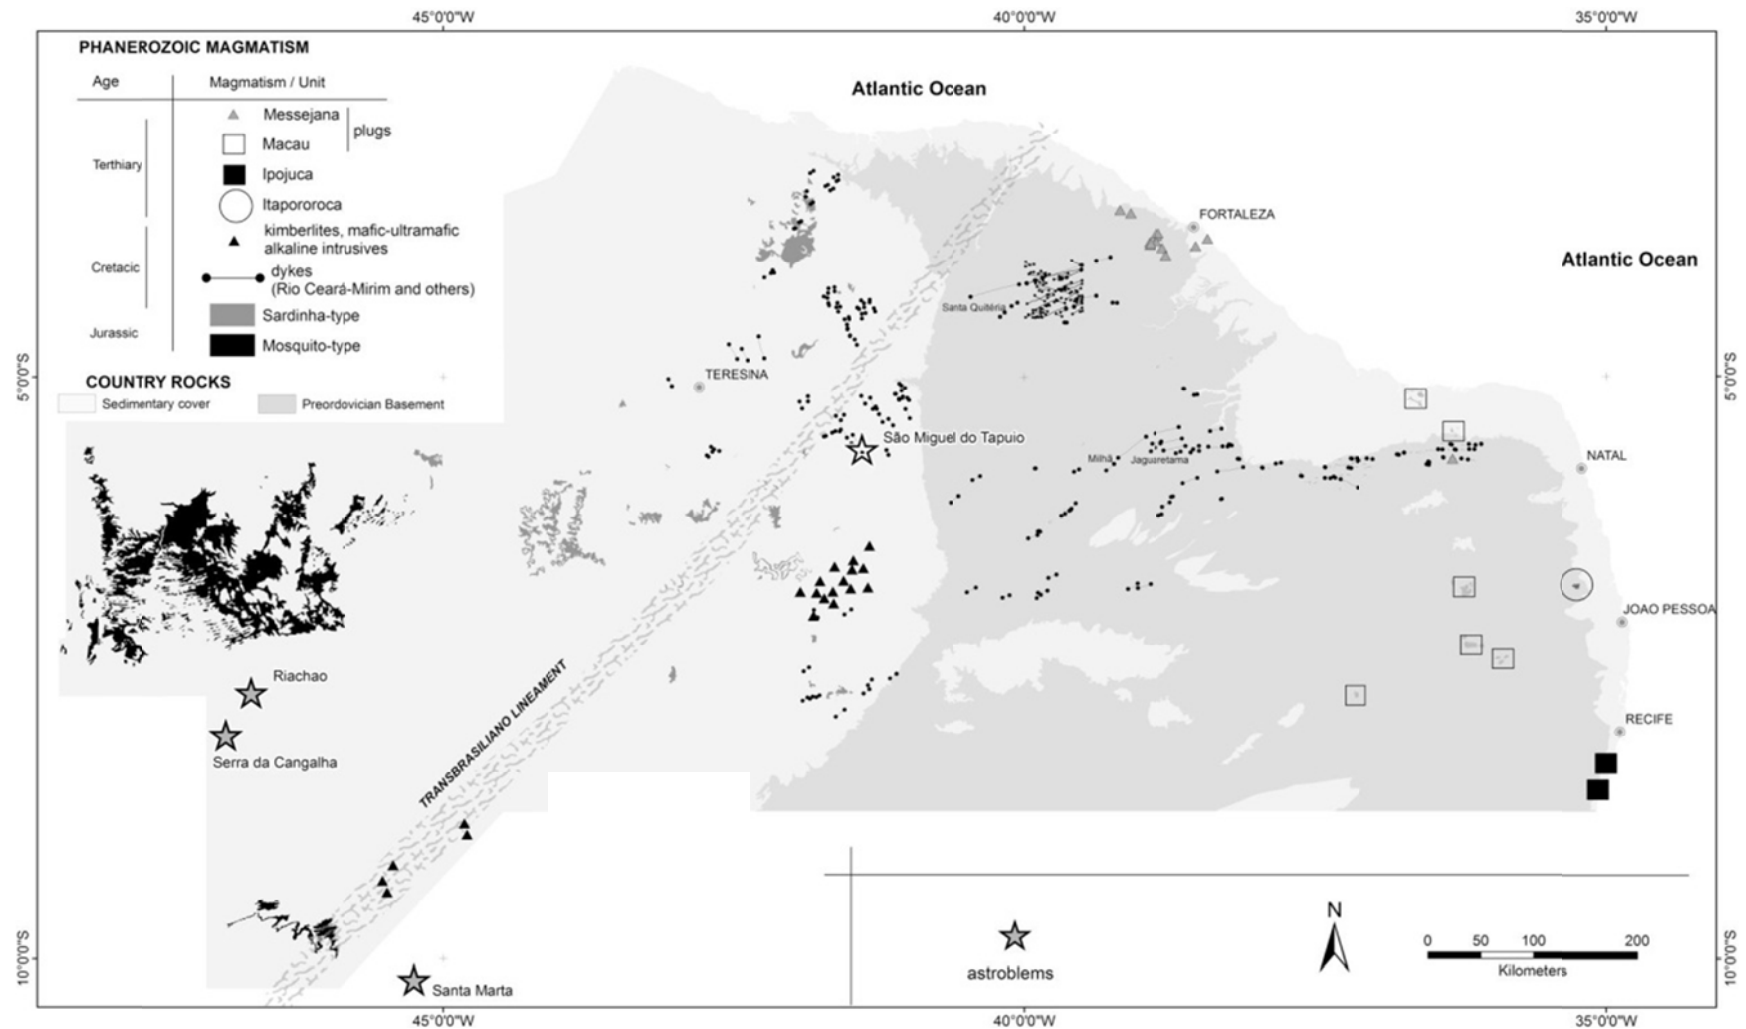 45°0'0"W
40°0'0"W
35°0'0"W
PHANEROZOIC MAGMATISM
Age
Magmatism / Unit
Messejana
plugs
Macau
Terthiary
Ipojuca
Itapororoca
kimberlites, mafic-ultramafic
alkaline intrusives
Cretacic
dykes
(Rio Ceará-Mirim and others)
Sardinha-type
Jurassic
Mosquito-type
COUNTRY ROCKS
Sedimentary cover
Preordovician Basement
Atlantic Ocean
FORTALEZA
Atlantic Ocean
Santa Quitéria
5°0'0"S
5°0'0"S
TERESINA
São Miguel do Tapuio
Milhã
Jaguaretama
NATAL
JOAO PESSOA
Riachao
Serra da Cangalha
TRANSBRASILIANO LINEAMENT
RECIFE
N
0 50 100 200
Kilometers
astroblems
10°0'0"S
10°0'0"S
Santa Marta
45°0'0"W
40°0'0"W
35°0'0"W